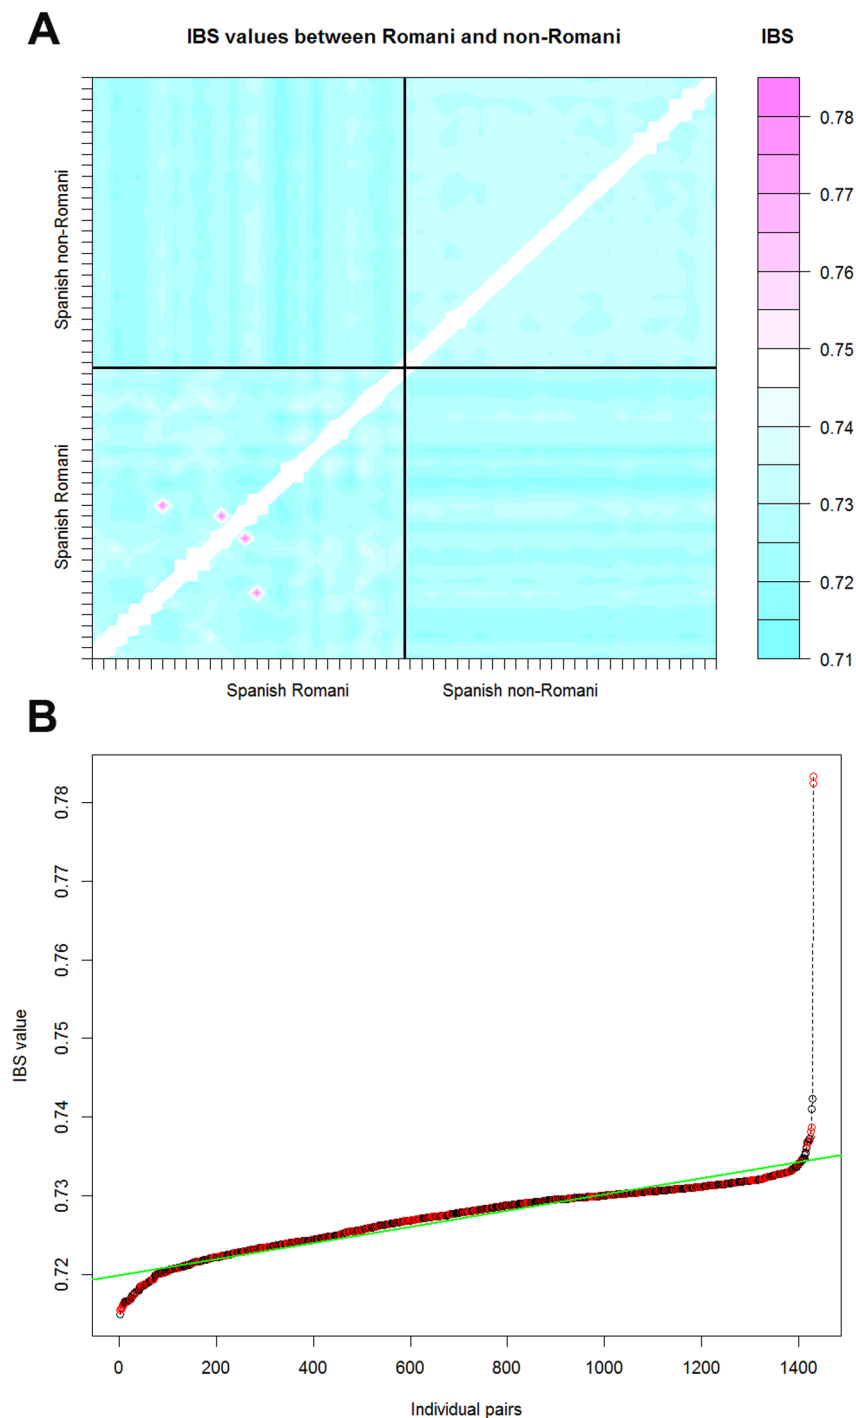 A
IBS values between Romani and non-Romani
IBS
Spanish non-Romani
Spanish Romani
0.78
0.77
0.76
0.75
0.74
0.73
0.72
0.71
Spanish Romani
Spanish non-Romani
B
IBS value
0.78
0.77
0.76
0.75
0.74
0.73
0.72
0
200
400
600
800
1000
1200
1400
Individual pairs